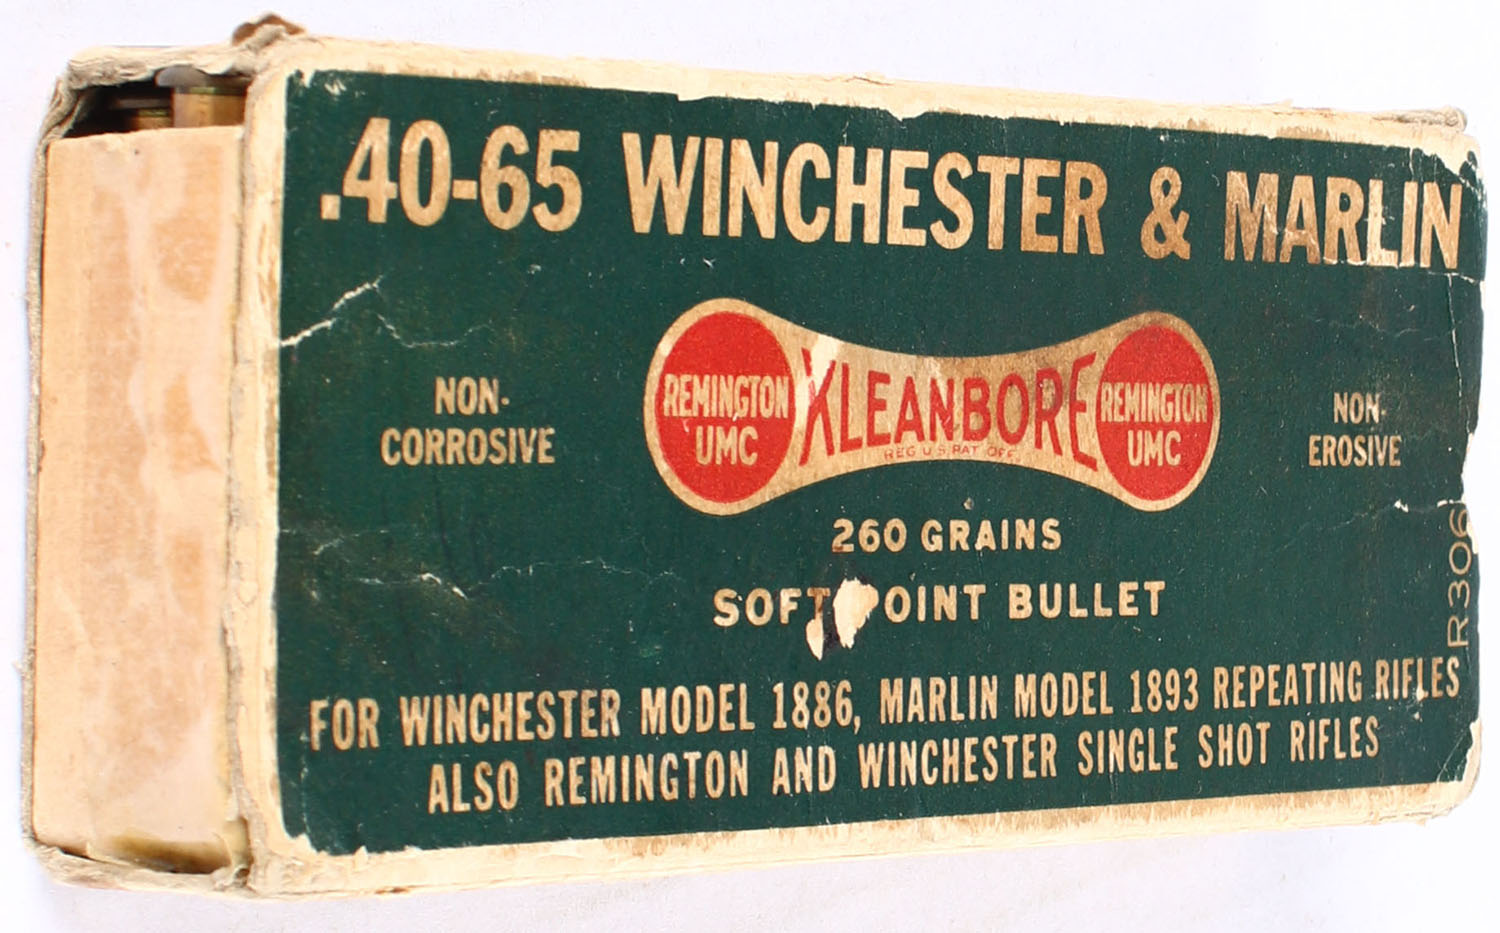 .40-65 WINCHESTER & MARLIN
NON-
CORROSIVE
REMINGTON
UMC
KLEANBORE
REG U S PAT OFF.
REMINGTON
UMC
NON-
EROSIVE
260 GRAINS
SOFT POINT BULLET
R306
FOR WINCHESTER MODEL 1886, MARLIN MODEL 1893 REPEATING RIFLES
ALSO REMINGTON AND WINCHESTER SINGLE SHOT RIFLES